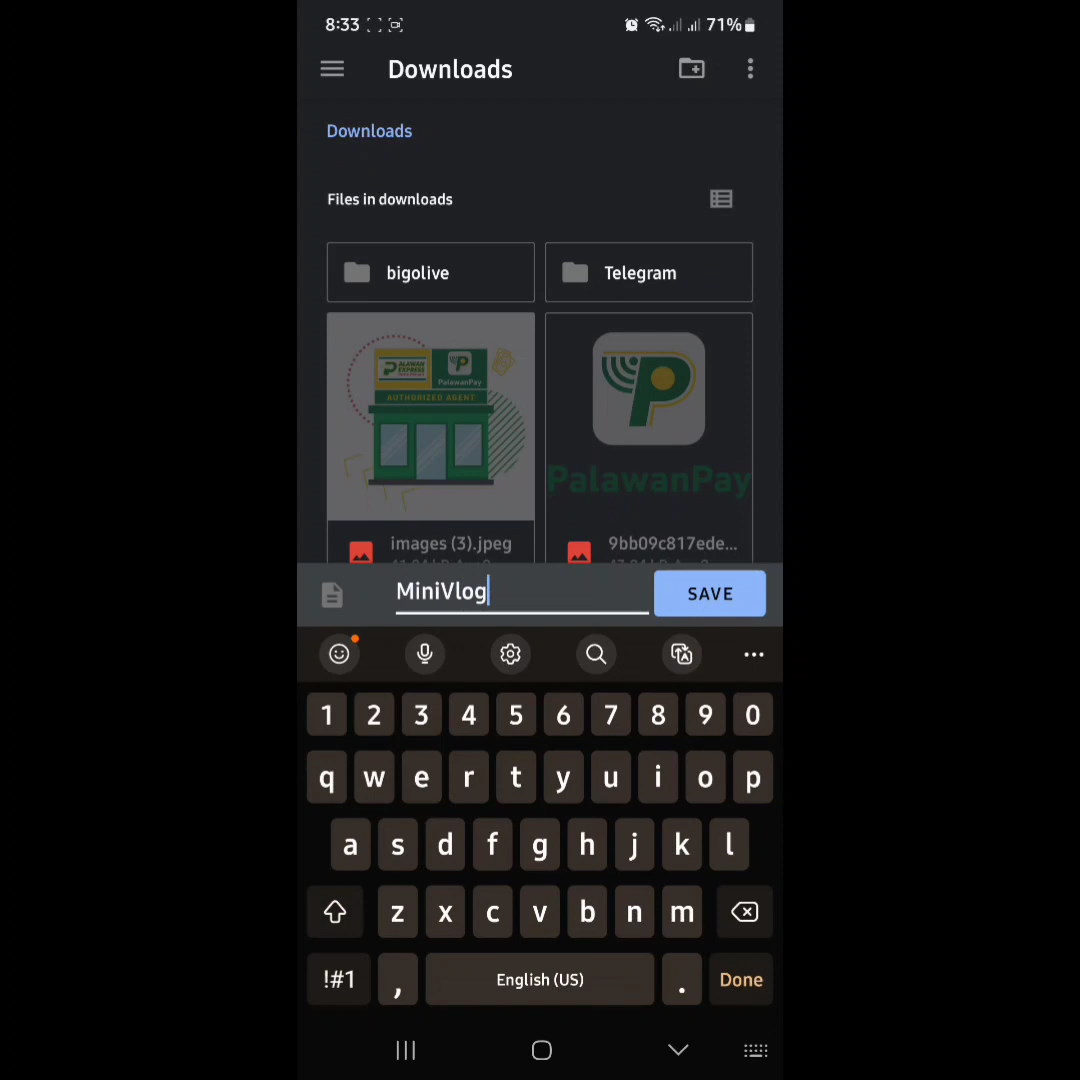 8:33 71%
Downloads
Downloads
Files in downloads
bigolive Telegram
PALAWAN EXPRESS PalawanPay
AUTHORIZED AGENT
PalawanPay
images (3).jpeg 9bb09c817ede...
MiniVlog SAVE
1 2 3 4 5 6 7 8 9 0
q w e r t y u i o p
a s d f g h j k l
z x c v b n m
!#1 , English (US) . Done